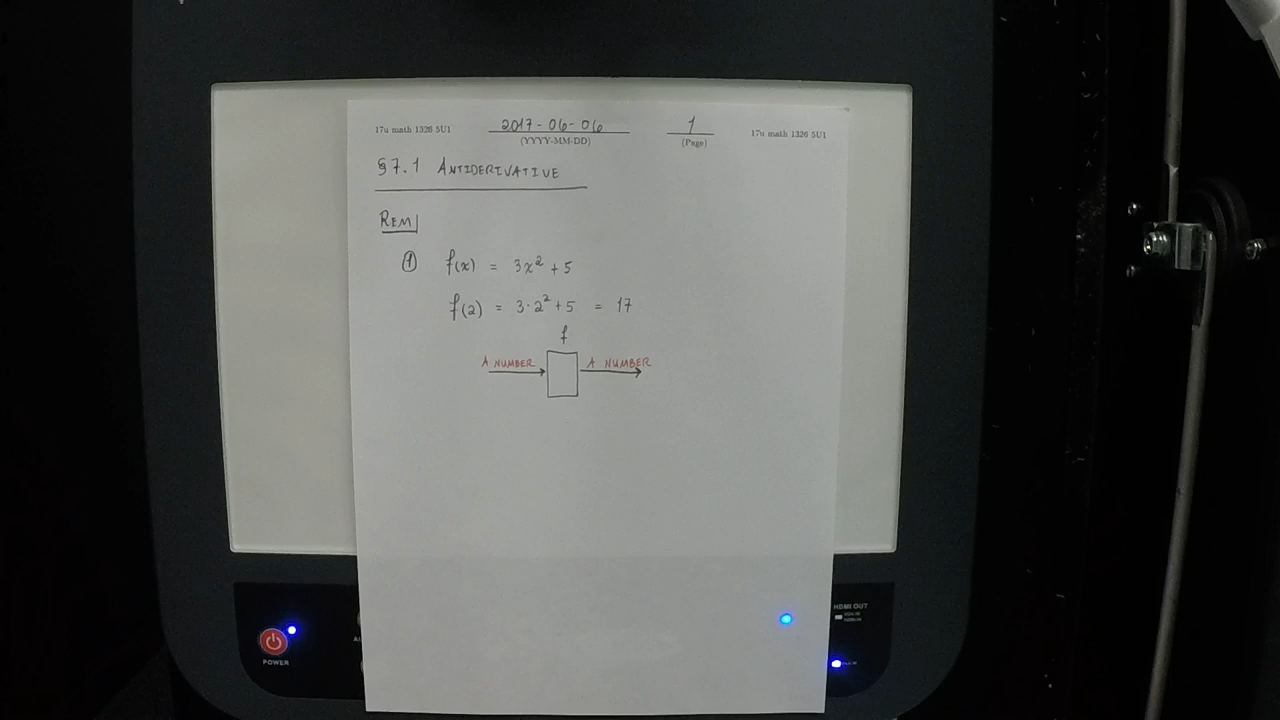 17u math 1326 5U1 2017-06-06 1 17u math 1326 5U1
(YYYY-MM-DD) (Page)
§7.1 ANTIDERIVATIVE
REM
① f(x) = 3x² + 5
f(2) = 3·2² + 5 = 17
f
A NUMBER A NUMBER
HDMI OUT
POWER